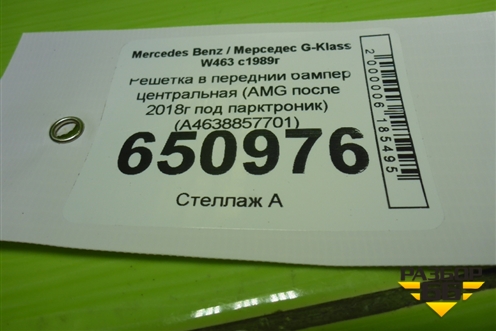 Mercedes Benz / Мерседес G-Klass
W463 с1989г
Решетка в передний бампер
центральная (AMG после
2018г под парктроник)
(A4638857701)
650976
Стеллаж А
2000006185495
РАЗБОР